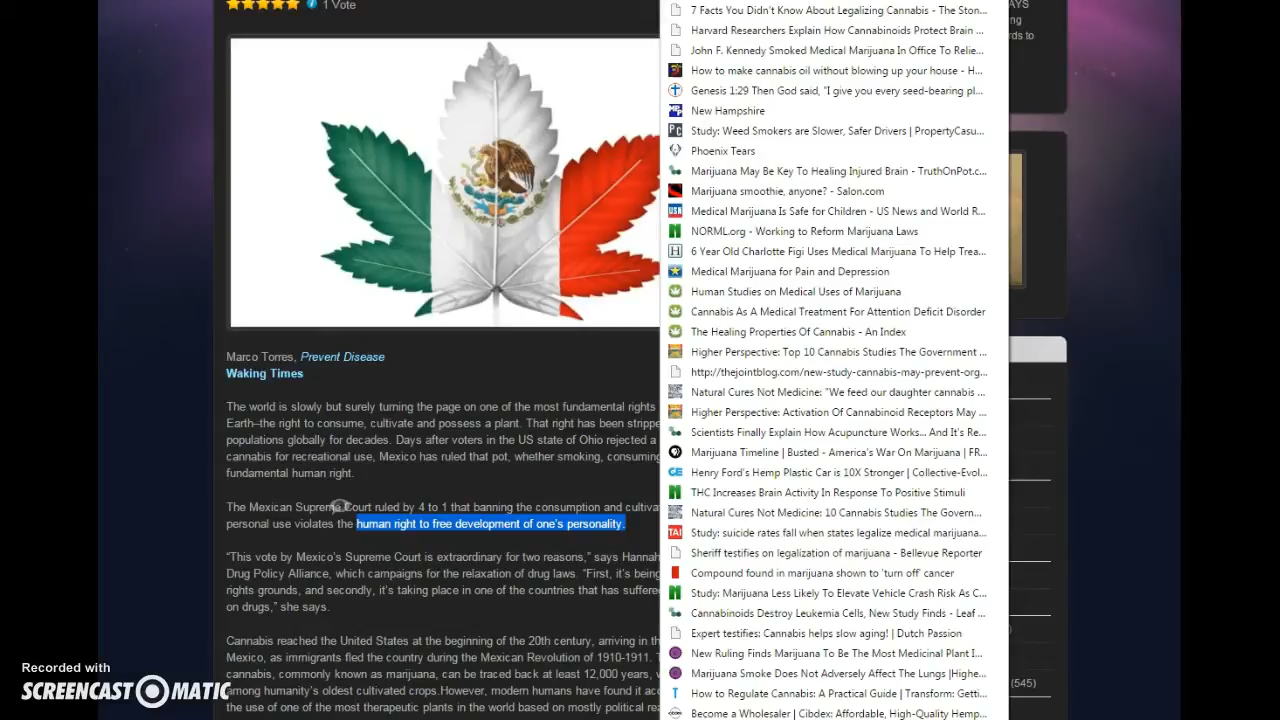 1 Vote
Marco Torres, Prevent Disease
Waking Times
The world is slowly but surely turning the page on one of the most fundamental rights
Earth–the right to consume, cultivate and possess a plant. That right has been strippe
populations globally for decades. Days after voters in the US state of Ohio rejected a
cannabis for recreational use, Mexico has ruled that pot, whether smoking, consuming
fundamental human right.
The Mexican Supreme Court ruled by 4 to 1 that banning the consumption and cultiva
personal use violates the human right to free development of one's personality.
“This vote by Mexico's Supreme Court is extraordinary for two reasons,” says Hannah
Drug Policy Alliance, which campaigns for the relaxation of drug laws. “First, it's being
rights grounds, and secondly, it's taking place in one of the countries that has suffere
on drugs,” she says.
Cannabis reached the United States at the beginning of the 20th century, arriving in th
Mexico, as immigrants fled the country during the Mexican Revolution of 1910-1911.
cannabis, commonly known as marijuana, can be traced back at least 12,000 years,
among humanity's oldest cultivated crops.However, modern humans have found it acc
the use of one of the most therapeutic plants in the world based on mostly political rea
7 Facts You Didn't Know About Legalizing Cannabis - The Ston...
Harvard Researchers Explain How Cannabinoids Protect Brain ...
John F. Kennedy Smoked Medical Marijuana In Office To Relie...
How to make cannabis oil without blowing up your house - H...
Genesis 1:29 Then God said, "I give you every seed-bearing pl...
New Hampshire
Study: Weed Smokers are Slower, Safer Drivers | PropertyCasu...
Phoenix Tears
Marijuana May Be Key To Healing Injured Brain - TruthOnPot.c...
Marijuana smoothie, anyone? - Salon.com
Medical Marijuana Is Safe for Children - US News and World R...
NORML.org - Working to Reform Marijuana Laws
6 Year Old Charlotte Figi Uses Medical Marijuana To Help Trea...
Medical Marijuana for Pain and Depression
Human Studies on Medical Uses of Marijuana
Cannabis As A Medical Treatment For Attention Deficit Disorder
The Healing Properties Of Cannabis - An Index
Higher Perspective: Top 10 Cannabis Studies The Government ...
http://thejointblog.com/new-study-cannabis-may-prevent-org...
Natural Cures Not Medicine: "We feed our daughter cannabis ...
Higher Perspective: Activation Of Cannabinoid Receptors May ...
Scientists Finally Explain How Acupuncture Works... And It's Re...
Marijuana Timeline | Busted - America's War On Marijuana | FR...
Henry Ford's Hemp Plastic Car is 10X Stronger | Collective-Evol...
THC Increases Brain Activity In Response To Positive Stimuli
Natural Cures Not Medicine: 10 Cannabis Studies The Govern...
Study: suicide rates fall when states legalize medical marijuana...
Sheriff testifies on legalization of marijuana - Bellevue Reporter
Compound found in marijuana shown to 'turn off' cancer
Study: Marijuana Less Likely To Elevate Vehicle Crash Risk As C...
Cannabinoids Destroy Leukemia Cells, New Study Finds - Leaf ...
Expert testifies: Cannabis helps slow aging! | Dutch Passion
New Ruling Finds Marijuana To Be The Most Medicinal Plant I...
Marijuana Smoke Does Not Adversely Affect The Lungs |Highe...
How to Regulate Cannabis: A Practical Guide | Transform: Getti...
Become a Wholesaler | Cibdex: Affordable, High-Quality Hemp...
AYS
ng
rds to
(545)
Recorded with
SCREENCAST MATIC